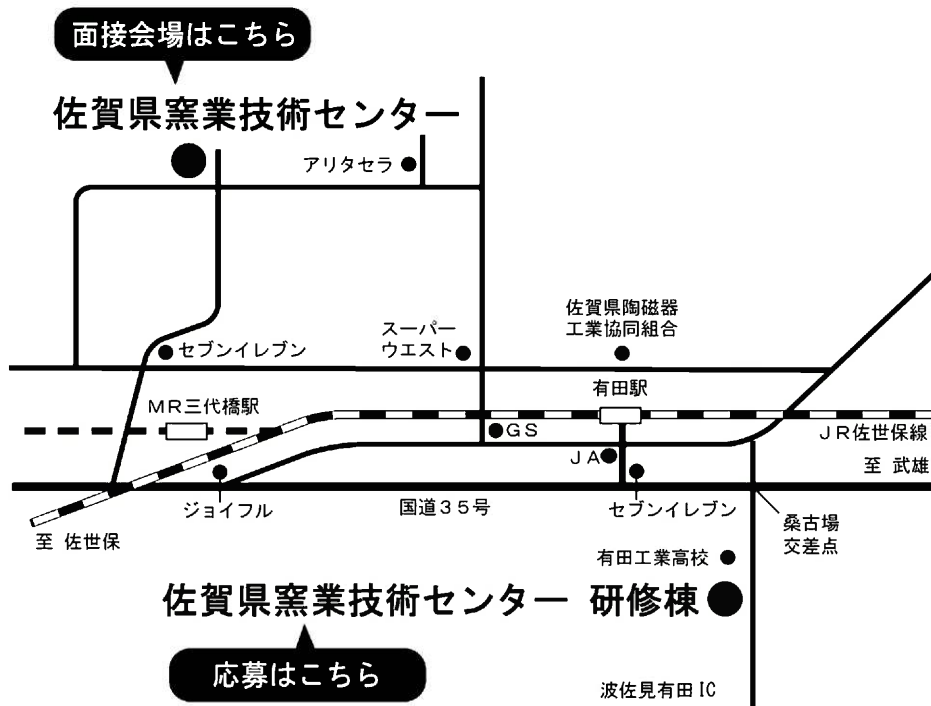 面接会場はこちら
佐賀県窯業技術センター
アリタセラ
佐賀県陶磁器
工業協同組合
スーパー
ウエスト
セブンイレブン
有田駅
MR三代橋駅
GS
JR佐世保線
JA
至 武雄
ジョイフル
国道35号
セブンイレブン
桑古場
交差点
至 佐世保
有田工業高校
佐賀県窯業技術センター 研修棟
応募はこちら
波佐見有田IC